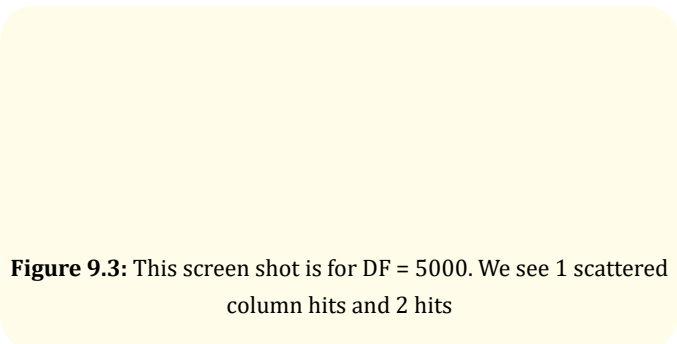 Figure 9.3: This screen shot is for DF = 5000. We see 1 scattered
column hits and 2 hits